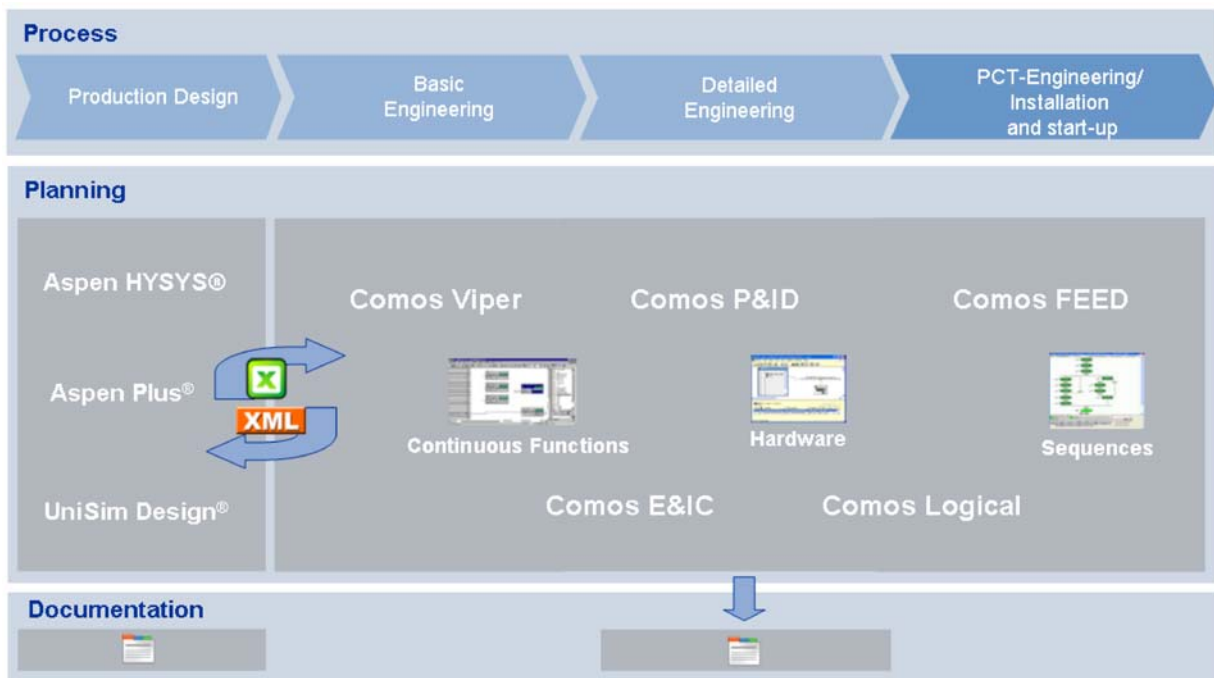 Process
Production Design
Basic
Engineering
Detailed
Engineering
PCT-Engineering/
Installation
and start-up
Planning
Aspen HYSYS®
Aspen Plus®
UniSim Design®
X
XML
Comos Viper
Comos P&ID
Comos FEED
Continuous Functions
Hardware
Sequences
Comos E&IC
Comos Logical
Documentation